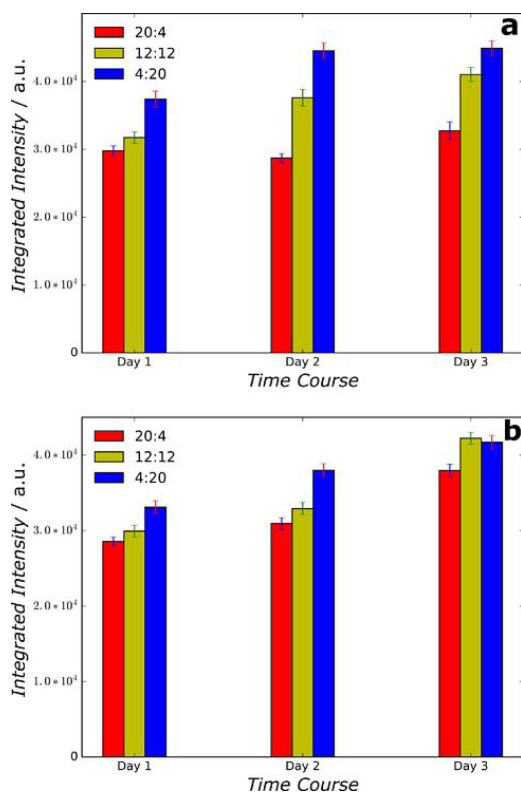 a
20:4
12:12
4:20
4.0*10⁴
3.0*10⁴
2.0*10⁴
1.0*10⁴
0
Integrated Intensity / a.u.
Day 1 Day 2 Day 3
Time Course
b
20:4
12:12
4:20
4.0*10⁴
3.0*10⁴
2.0*10⁴
1.0*10⁴
0
Integrated Intensity / a.u.
Day 1 Day 2 Day 3
Time Course